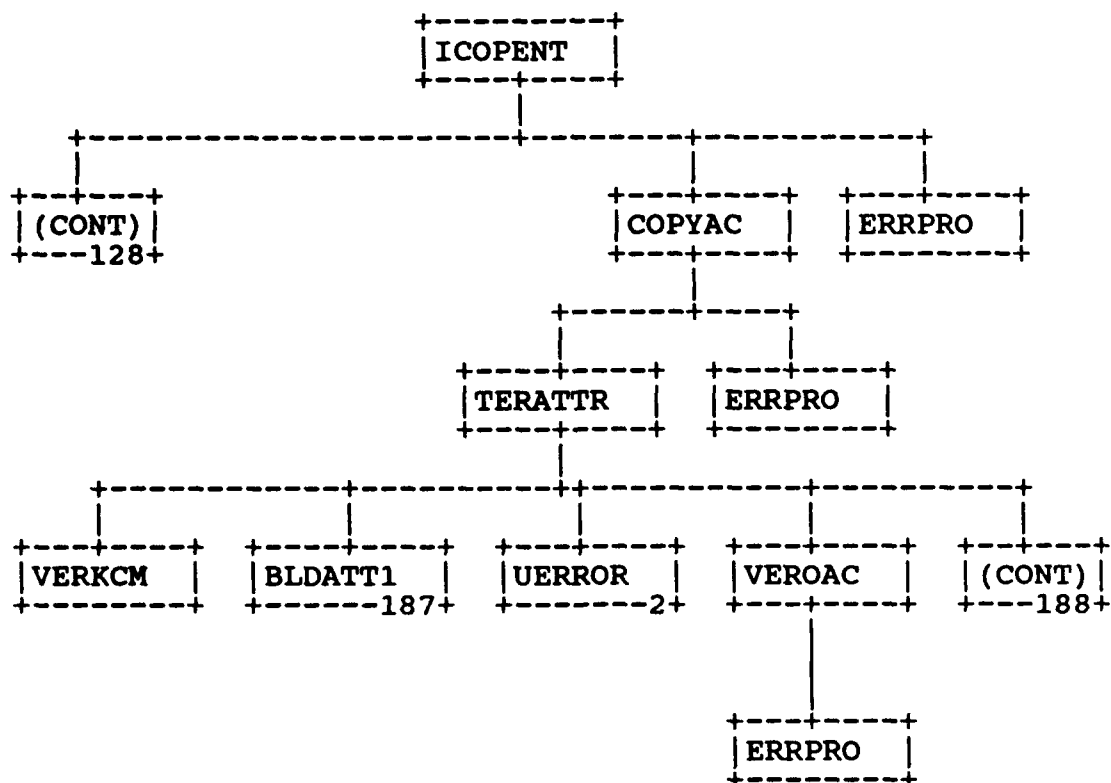 ICOPENT
(CONT) COPYAC ERRPRO
128
TERATTR ERRPRO
VERKCM BLDATT1 UERROR VEROAC (CONT)
187 2 188
ERRPRO